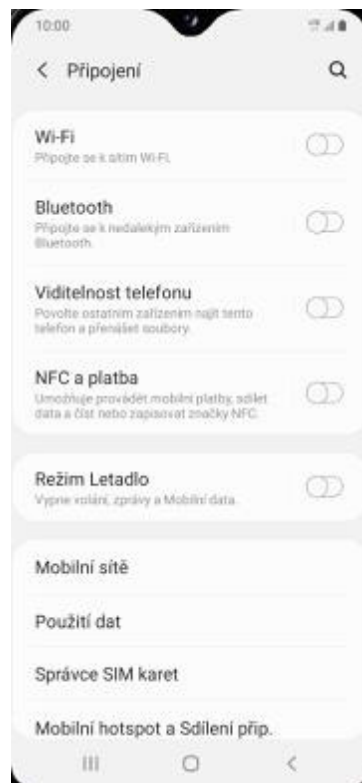 10:00
Připojení
Wi-Fi
Připojte se k sítím Wi-Fi.
Bluetooth
Připojte se k nedalekým zařízením
Bluetooth.
Viditelnost telefonu
Povolte ostatním zařízením najít tento
telefon a přenášet soubory.
NFC a platba
Umožňuje provádět mobilní platby, sdílet
data a číst nebo zapisovat značky NFC.
Režim Letadlo
Vypne volání, zprávy a Mobilní data.
Mobilní sítě
Použití dat
Správce SIM karet
Mobilní hotspot a Sdílení přip.